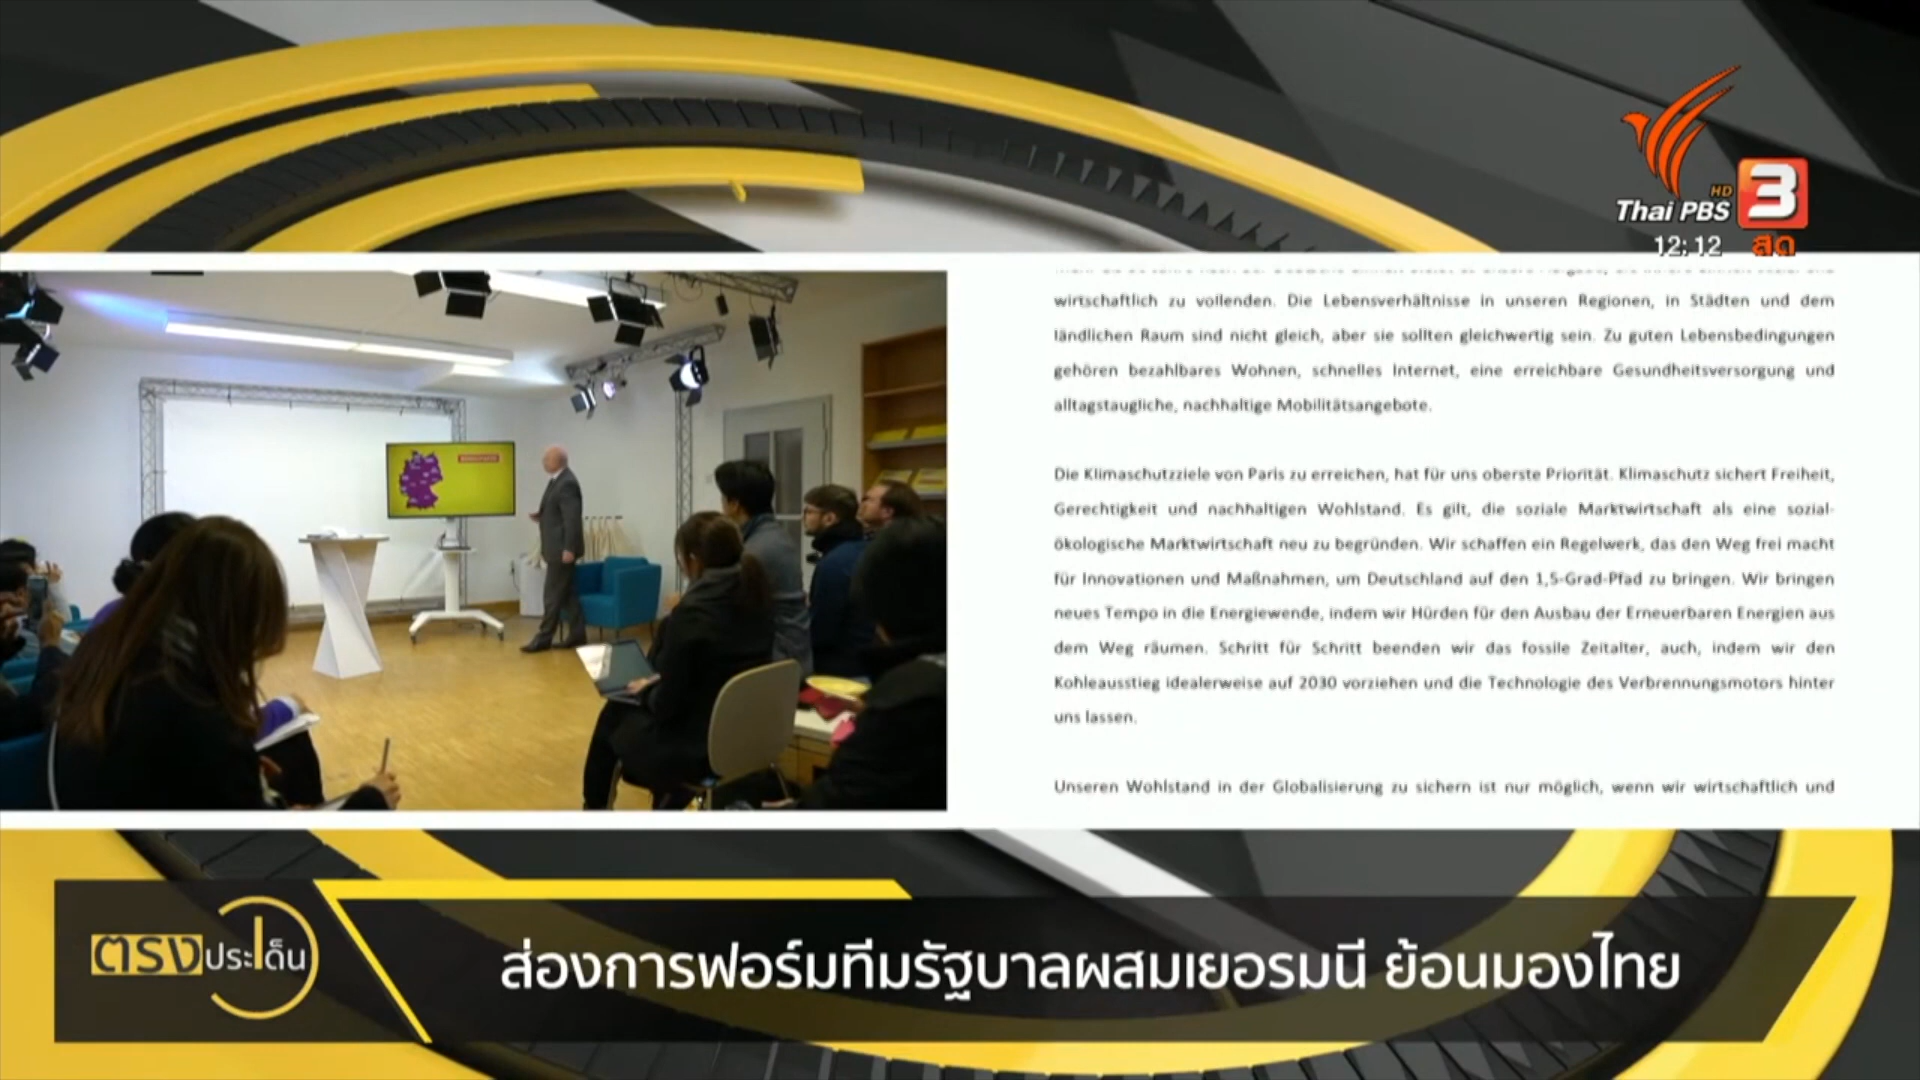 HD
Thai PBS 3
12:12 สด
wirtschaftlich zu vollenden. Die Lebensverhältnisse in unseren Regionen, in Städten und dem
ländlichen Raum sind nicht gleich, aber sie sollten gleichwertig sein. Zu guten Lebensbedingungen
gehören bezahlbares Wohnen, schnelles Internet, eine erreichbare Gesundheitsversorgung und
alltagstaugliche, nachhaltige Mobilitätsangebote.
Die Klimaschutzziele von Paris zu erreichen, hat für uns oberste Priorität. Klimaschutz sichert Freiheit,
Gerechtigkeit und nachhaltigen Wohlstand. Es gilt, die soziale Marktwirtschaft als eine sozial-
ökologische Marktwirtschaft neu zu begründen. Wir schaffen ein Regelwerk, das den Weg frei macht
für Innovationen und Maßnahmen, um Deutschland auf den 1,5-Grad-Pfad zu bringen. Wir bringen
neues Tempo in die Energiewende, indem wir Hürden für den Ausbau der Erneuerbaren Energien aus
dem Weg räumen. Schritt für Schritt beenden wir das fossile Zeitalter, auch, indem wir den
Kohleausstieg idealerweise auf 2030 vorziehen und die Technologie des Verbrennungsmotors hinter
uns lassen.
Unseren Wohlstand in der Globalisierung zu sichern ist nur möglich, wenn wir wirtschaftlich und
ตรงประเด็น
ส่องการฟอร์มทีมรัฐบาลผสมเยอรมนี ย้อนมองไทย